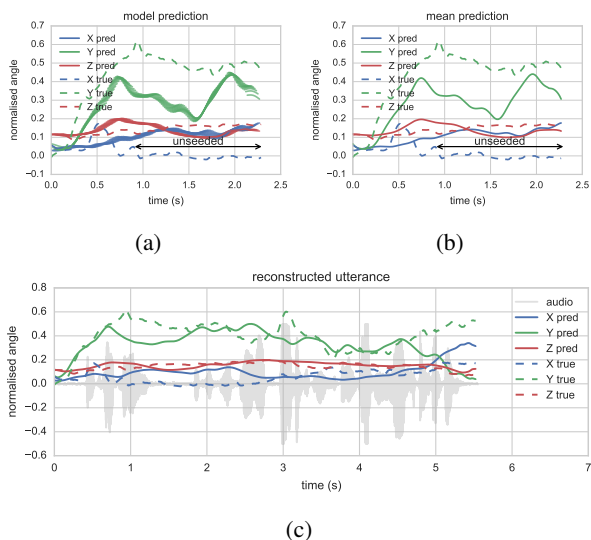 model prediction
normalised angle
0.7
0.6
0.5
0.4
0.3
0.2
0.1
0.0
-0.1
X pred
Y pred
Z pred
X true
Y true
Z true
unseeded
0.0 0.5 1.0 1.5 2.0 2.5
time (s)
(a)
mean prediction
normalised angle
0.7
0.6
0.5
0.4
0.3
0.2
0.1
0.0
-0.1
X pred
Y pred
Z pred
X true
Y true
Z true
unseeded
0.0 0.5 1.0 1.5 2.0 2.5
time (s)
(b)
reconstructed utterance
normalised angle
0.8
0.6
0.4
0.2
0.0
−0.2
−0.4
−0.6
audio
X pred
Y pred
Z pred
X true
Y true
Z true
0 1 2 3 4 5 6 7
time (s)
(c)